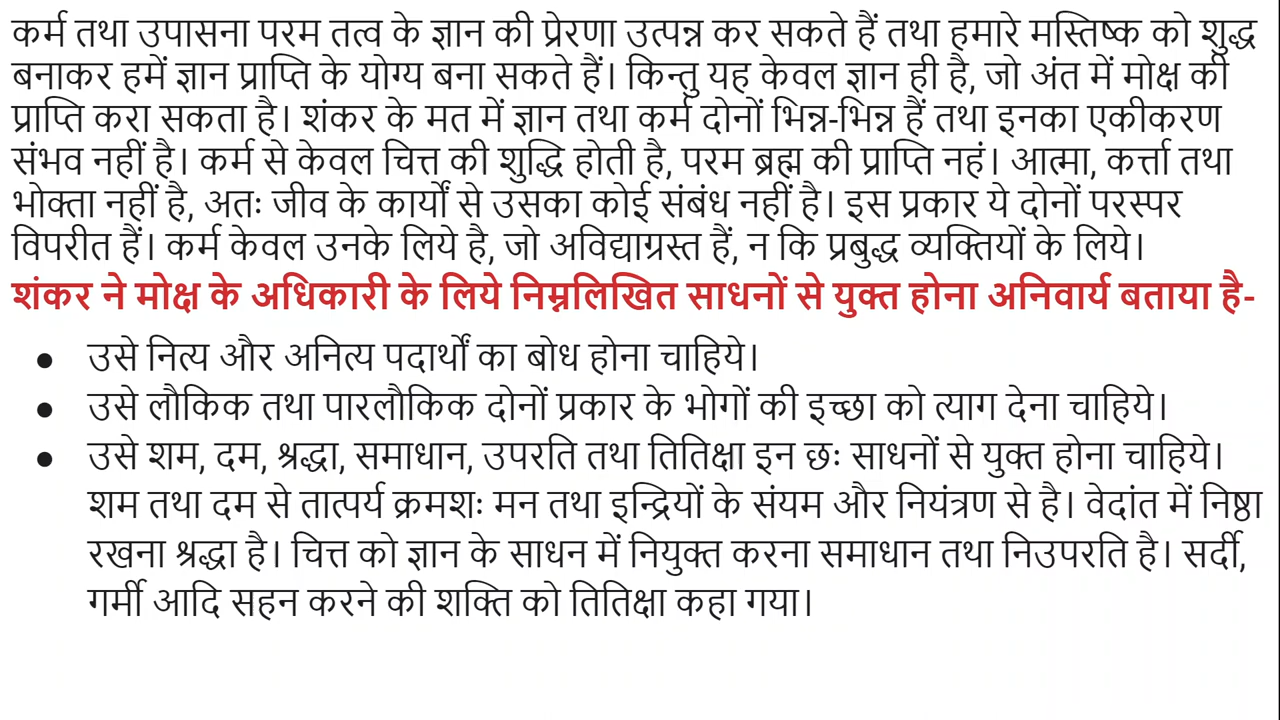 कर्म तथा उपासना परम तत्व के ज्ञान की प्रेरणा उत्पन्न कर सकते हैं तथा हमारे मस्तिष्क को शुद्ध
बनाकर हमें ज्ञान प्राप्ति के योग्य बना सकते हैं। किन्तु यह केवल ज्ञान ही है, जो अंत में मोक्ष की
प्राप्ति करा सकता है। शंकर के मत में ज्ञान तथा कर्म दोनों भिन्न-भिन्न हैं तथा इनका एकीकरण
संभव नहीं है। कर्म से केवल चित्त की शुद्धि होती है, परम ब्रह्म की प्राप्ति नहं। आत्मा, कर्त्ता तथा
भोक्ता नहीं है, अतः जीव के कार्यों से उसका कोई संबंध नहीं है। इस प्रकार ये दोनों परस्पर
विपरीत हैं। कर्म केवल उनके लिये है, जो अविद्याग्रस्त हैं, न कि प्रबुद्ध व्यक्तियों के लिये।
शंकर ने मोक्ष के अधिकारी के लिये निम्नलिखित साधनों से युक्त होना अनिवार्य बताया है-
● उसे नित्य और अनित्य पदार्थों का बोध होना चाहिये।
● उसे लौकिक तथा पारलौकिक दोनों प्रकार के भोगों की इच्छा को त्याग देना चाहिये।
● उसे शम, दम, श्रद्धा, समाधान, उपरति तथा तितिक्षा इन छः साधनों से युक्त होना चाहिये।
शम तथा दम से तात्पर्य क्रमशः मन तथा इन्द्रियों के संयम और नियंत्रण से है। वेदांत में निष्ठा
रखना श्रद्धा है। चित्त को ज्ञान के साधन में नियुक्त करना समाधान तथा निउपरति है। सर्दी,
गर्मी आदि सहन करने की शक्ति को तितिक्षा कहा गया।